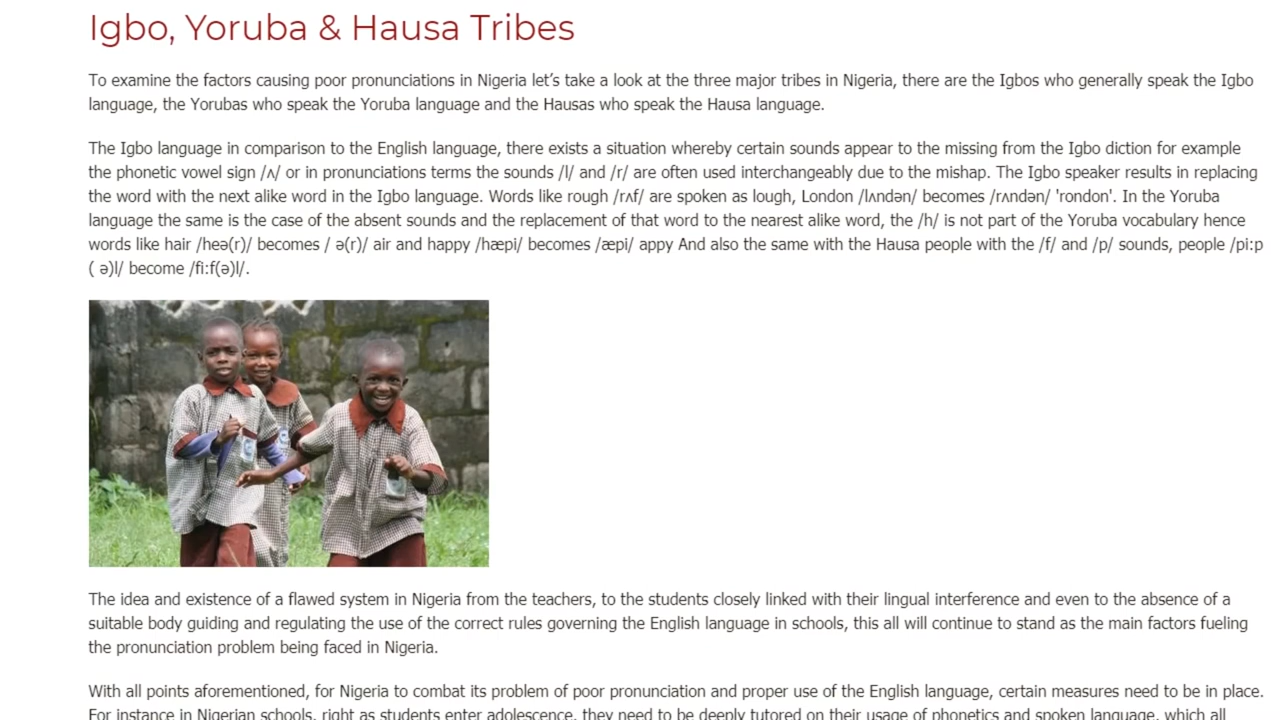 Igbo, Yoruba & Hausa Tribes
To examine the factors causing poor pronunciations in Nigeria let’s take a look at the three major tribes in Nigeria, there are the Igbos who generally speak the Igbo
language, the Yorubas who speak the Yoruba language and the Hausas who speak the Hausa language.
The Igbo language in comparison to the English language, there exists a situation whereby certain sounds appear to the missing from the Igbo diction for example
the phonetic vowel sign /ʌ/ or in pronunciations terms the sounds /l/ and /r/ are often used interchangeably due to the mishap. The Igbo speaker results in replacing
the word with the next alike word in the Igbo language. Words like rough /rʌf/ are spoken as lough, London /lʌndən/ becomes /rʌndən/ 'rondon'. In the Yoruba
language the same is the case of the absent sounds and the replacement of that word to the nearest alike word, the /h/ is not part of the Yoruba vocabulary hence
words like hair /heə(r)/ becomes / ə(r)/ air and happy /hæpi/ becomes /æpi/ appy And also the same with the Hausa people with the /f/ and /p/ sounds, people /pi:p
( ə)l/ become /fi:f(ə)l/.
The idea and existence of a flawed system in Nigeria from the teachers, to the students closely linked with their lingual interference and even to the absence of a
suitable body guiding and regulating the use of the correct rules governing the English language in schools, this all will continue to stand as the main factors fueling
the pronunciation problem being faced in Nigeria.
With all points aforementioned, for Nigeria to combat its problem of poor pronunciation and proper use of the English language, certain measures need to be in place.
For instance in Nigerian schools, right as students enter adolescence, they need to be deeply tutored on their usage of phonetics and spoken language, which all